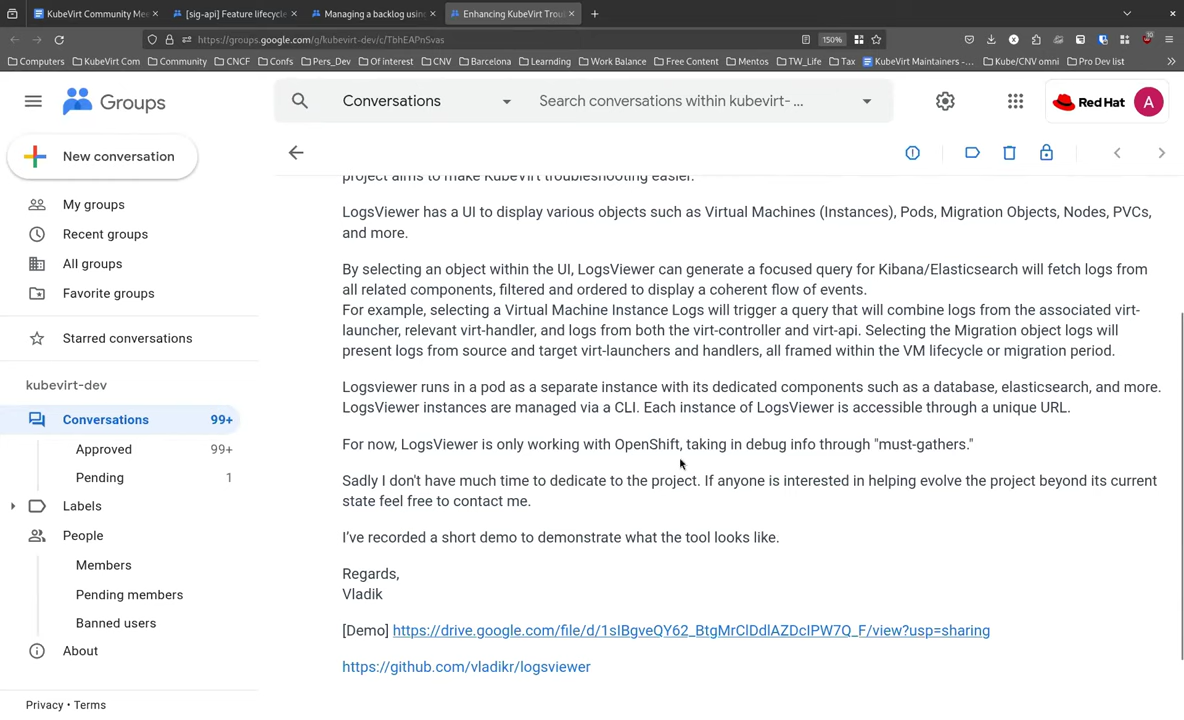 KubeVirt Community Mee
[sig-api] Feature lifecycle
Managing a backlog using
Enhancing KubeVirt Trou
https://groups.google.com/g/kubevirt-dev/c/TbhEAPnSvas
150%
10
Computers
KubeVirt Com
Community
CNCF
Confs
Pers_Dev
Of interest
CNV
Barcelona
Learnding
Work Balance
Free Content
Mentos
TW_Life
Tax
KubeVirt Maintainers -...
Kube/CNV omni
Pro Dev list
Groups
Conversations
Search conversations within kubevirt- ...
Red Hat
A
New conversation
My groups
Recent groups
All groups
Favorite groups
Starred conversations
kubevirt-dev
Conversations 99+
Approved 99+
Pending 1
Labels
People
Members
Pending members
Banned users
About
Privacy • Terms
project aims to make KubeVirt troubleshooting easier.
LogsViewer has a UI to display various objects such as Virtual Machines (Instances), Pods, Migration Objects, Nodes, PVCs,
and more.
By selecting an object within the UI, LogsViewer can generate a focused query for Kibana/Elasticsearch will fetch logs from
all related components, filtered and ordered to display a coherent flow of events.
For example, selecting a Virtual Machine Instance Logs will trigger a query that will combine logs from the associated virt-
launcher, relevant virt-handler, and logs from both the virt-controller and virt-api. Selecting the Migration object logs will
present logs from source and target virt-launchers and handlers, all framed within the VM lifecycle or migration period.
Logsviewer runs in a pod as a separate instance with its dedicated components such as a database, elasticsearch, and more.
LogsViewer instances are managed via a CLI. Each instance of LogsViewer is accessible through a unique URL.
For now, LogsViewer is only working with OpenShift, taking in debug info through "must-gathers."
Sadly I don't have much time to dedicate to the project. If anyone is interested in helping evolve the project beyond its current
state feel free to contact me.
I've recorded a short demo to demonstrate what the tool looks like.
Regards,
Vladik
[Demo] https://drive.google.com/file/d/1sIBgveQY62_BtgMrClDdlAZDcIPW7Q_F/view?usp=sharing
https://github.com/vladikr/logsviewer